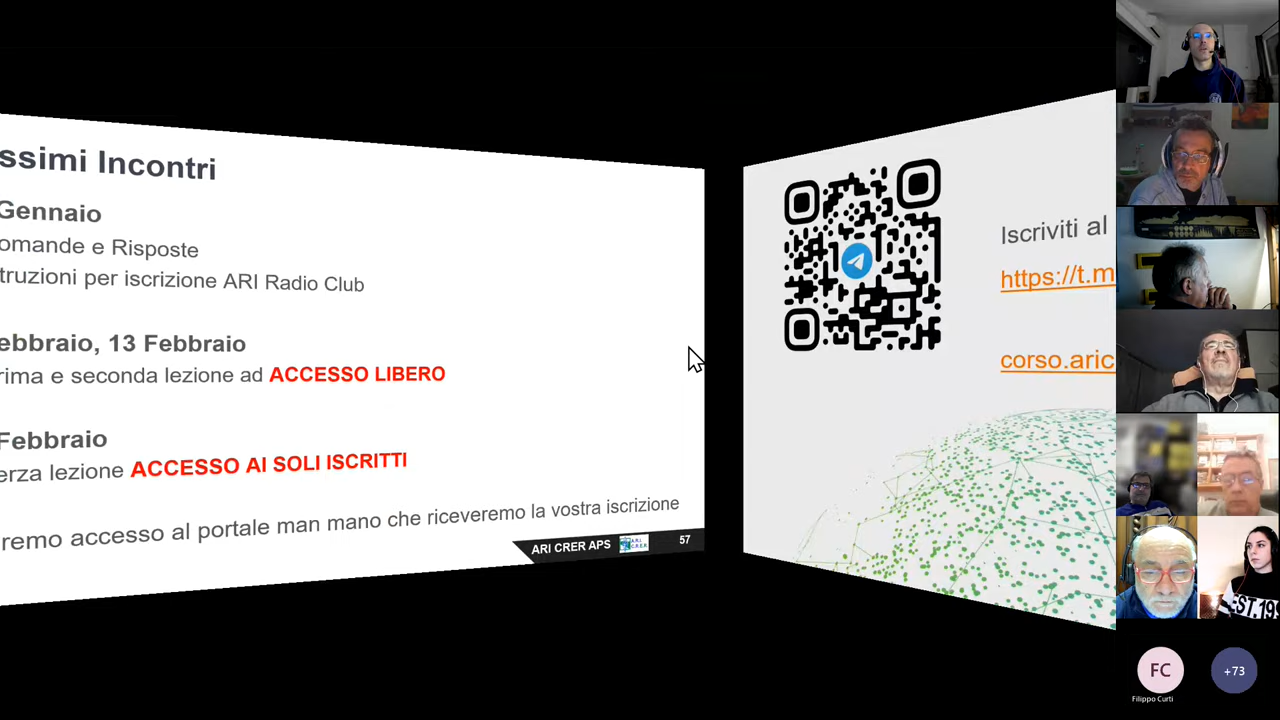 ssimi Incontri
Gennaio
omande e Risposte
truzioni per iscrizione ARI Radio Club
ebbraio, 13 Febbraio
rima e seconda lezione ad ACCESSO LIBERO
Febbraio
erza lezione ACCESSO AI SOLI ISCRITTI
remo accesso al portale man mano che riceveremo la vostra iscrizione
ARI CRER APS
57
Iscriviti al
https://t.m
corso.aric
EST.199
FC
Filippo Curti
+73